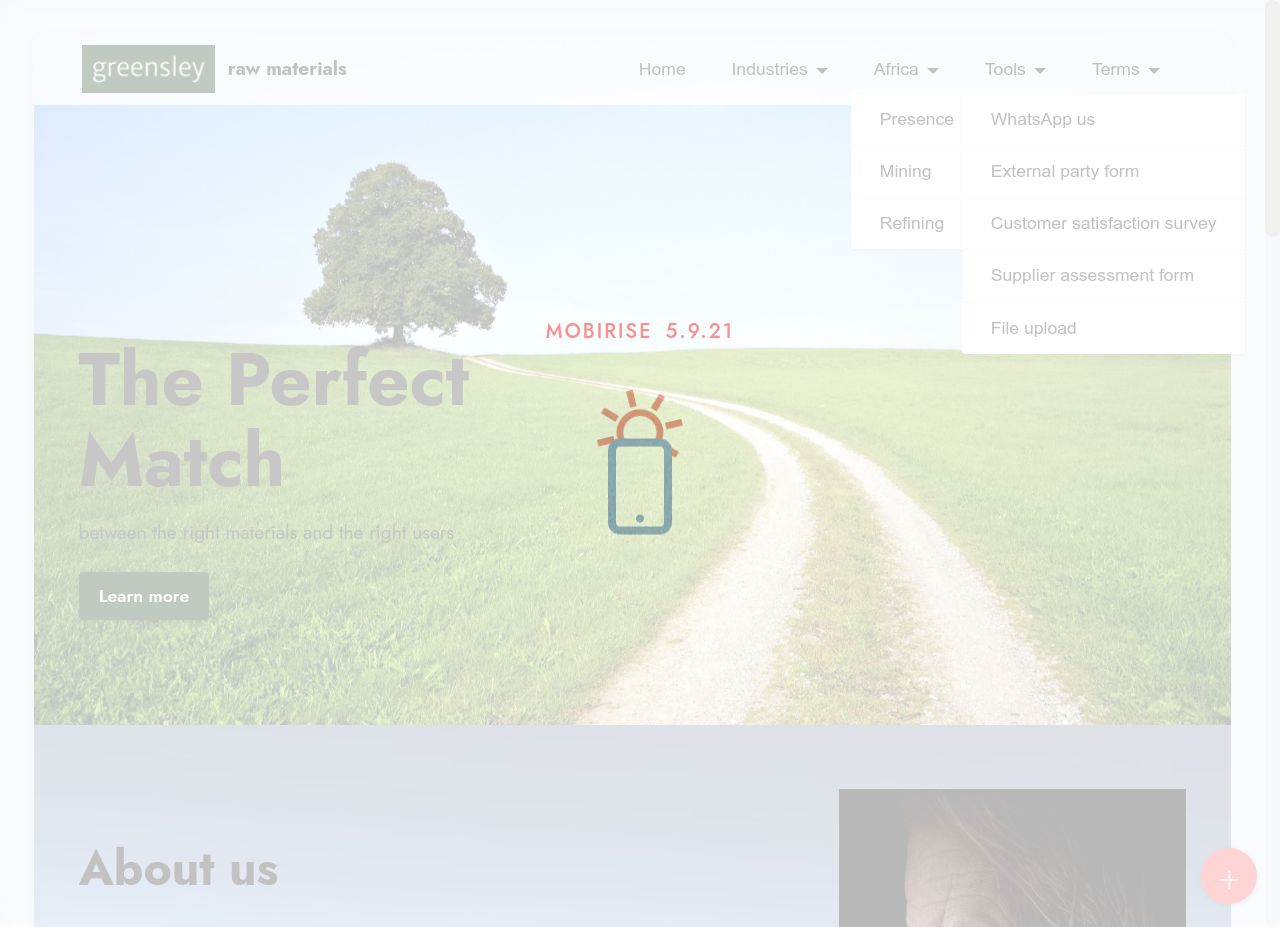 greensley raw materials Home Industries Africa Tools Terms
Presence WhatsApp us
Mining External party form
Refining Customer satisfaction survey
Supplier assessment form
File upload
MOBIRISE 5.9.21
The Perfect
Match
between the right materials and the right users
Learn more
About us